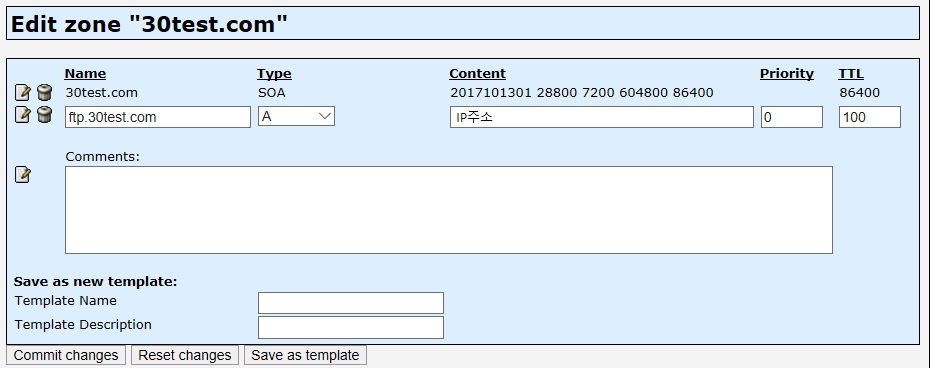 Edit zone "30test.com"
Name Type Content Priority TTL
30test.com SOA 2017101301 28800 7200 604800 86400 86400
ftp.30test.com A IP주소 0 100
Comments:
Save as new template:
Template Name
Template Description
Commit changes Reset changes Save as template